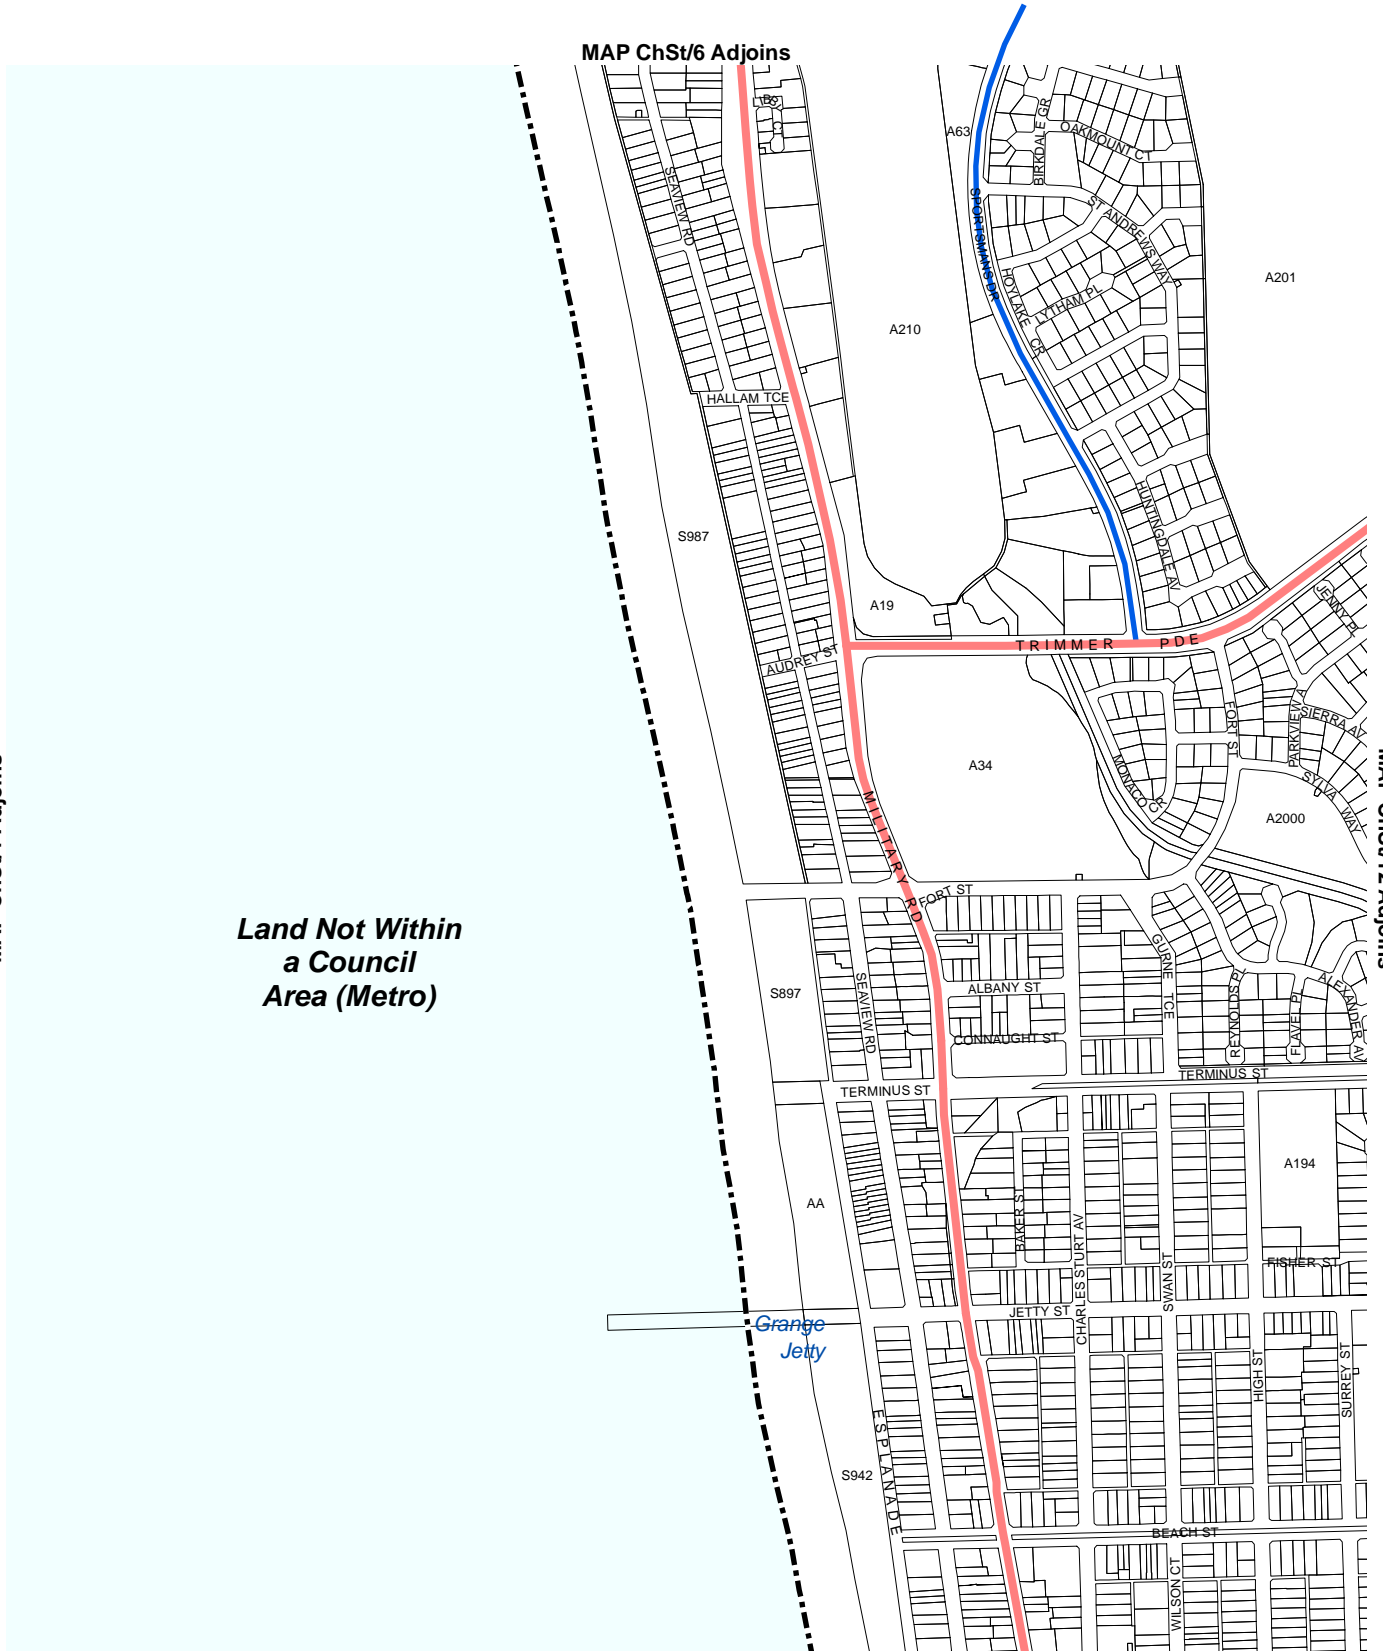 MAP ChSt/6 Adjoins
A63
BIRKDALE GR
OAKMOUNT CT
SEAVIEW RD
SPORTSMANS DR
ST ANDREWS WAY
HOYLAKE CR
LYTHAM PL
A201
A210
HALLAM TCE
HUNTINGDALE AV
S987
A19
JENNY PL
TRIMMER PDE
AUDREY ST
FORT ST
PARKVIEW A
SIERRA AV
A34
MONACO CR
SYLVA WAY
MILITARY RD
A2000
FORT ST
Land Not Within
a Council
Area (Metro)
GURNE TCE
S897
SEAVIEW RD
ALBANY ST
REYNOLDS PL
FLAVEL PL
ALEXANDER AV
CONNAUGHT ST
TERMINUS ST
TERMINUS ST
A194
AA
BAKER ST
CHARLES STURT AV
SWAN ST
FISHER ST
JETTY ST
Grange
Jetty
HIGH ST
SURREY ST
ESPLANADE
S942
BEACH ST
WILSON CT